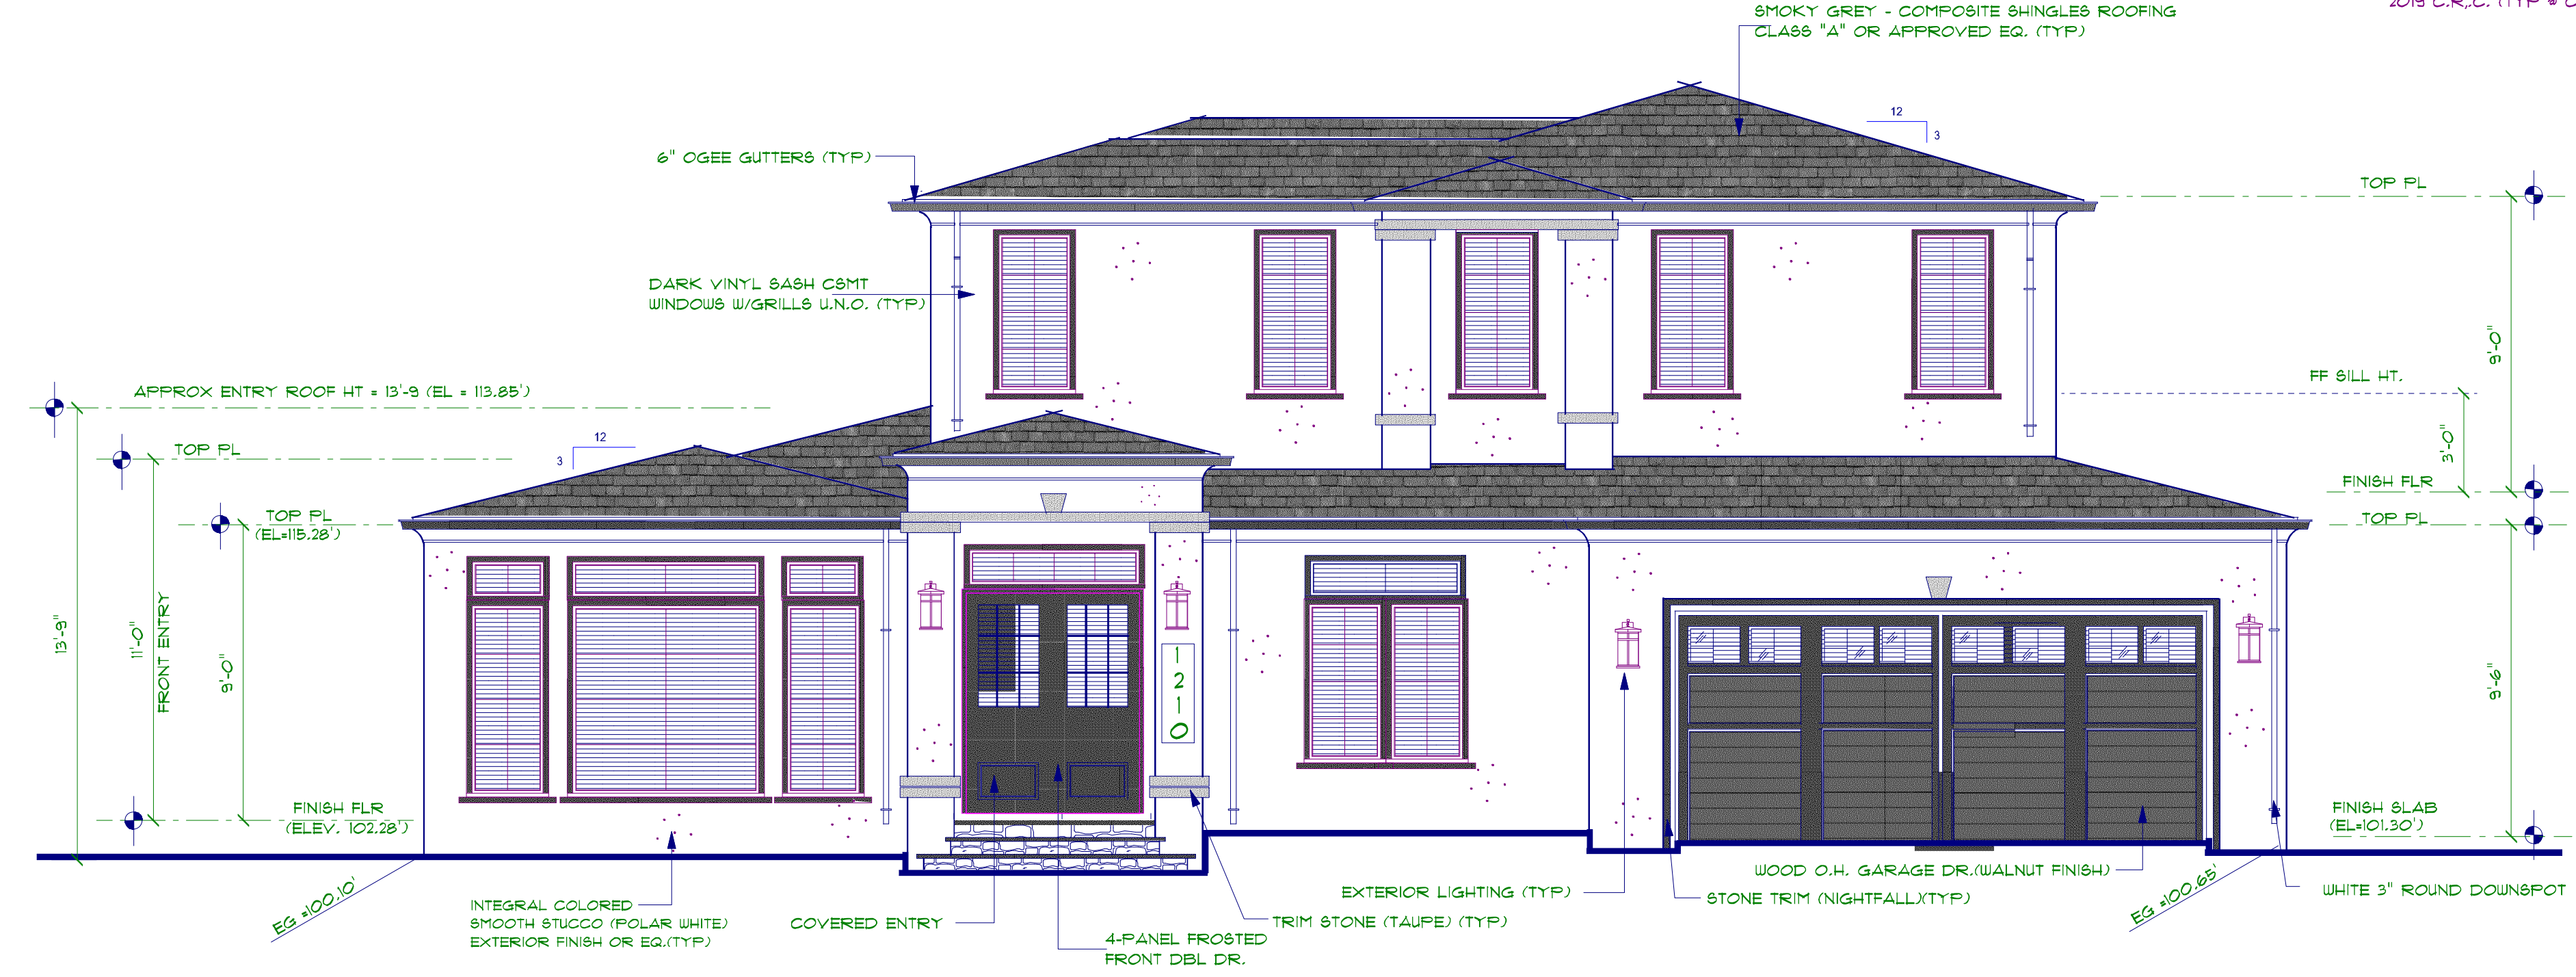 SMOKY GREY - COMPOSITE SHINGLES ROOFING
CLASS "A" OR APPROVED EQ. (TYP)
12
3
6" OGEE GUTTERS (TYP)
TOP PL
DARK VINYL SASH CSMT
WINDOWS W/GRILLS U.N.O. (TYP)
9'-0"
FF SILL HT.
3'-0"
FINISH FLR
TOP PL
APPROX ENTRY ROOF HT = 13'-9 (EL = 113.85')
12
3
TOP PL
TOP PL
(EL=115.28')
13'-9"
11'-0"
FRONT ENTRY
9'-0"
1
2
1
0
9'-6"
FINISH FLR
(ELEV. 102.28')
FINISH SLAB
(EL=101.30')
EG =100.10'
INTEGRAL COLORED
SMOOTH STUCCO (POLAR WHITE)
EXTERIOR FINISH OR EQ.(TYP)
COVERED ENTRY
4-PANEL FROSTED
FRONT DBL DR.
TRIM STONE (TAUPE) (TYP)
EXTERIOR LIGHTING (TYP)
STONE TRIM (NIGHTFALL)(TYP)
WOOD O.H. GARAGE DR.(WALNUT FINISH)
EG =100.65'
WHITE 3" ROUND DOWNSPOT